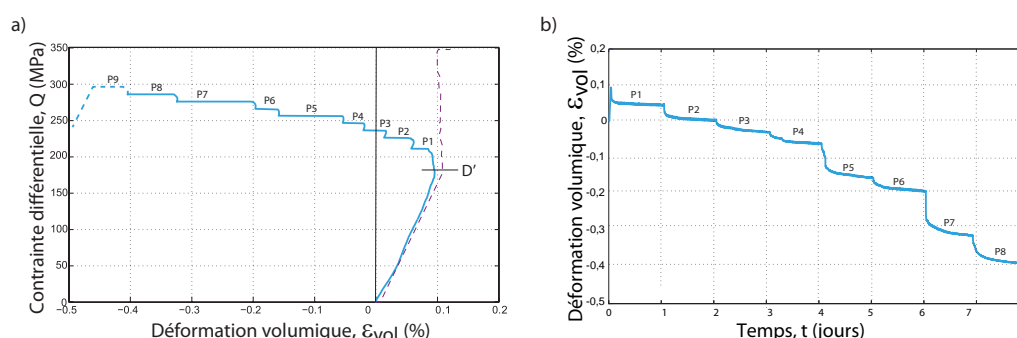 a)
Contrainte différentielle, Q (MPa)
350
300
250
200
150
100
50
0
P9
P8
P7
P6
P5
P4
P3
P2
P1
D'
-0.5
-0.4
-0.3
-0.2
-0.1
0
0.1
0.2
Déformation volumique, εvol (%)
b)
Déformation volumique, εvol (%)
0,2
0,1
0
-0,1
-0,2
-0,3
-0,4
-0,5
P1
P2
P3
P4
P5
P6
P7
P8
0
1
2
3
4
5
6
7
Temps, t (jours)